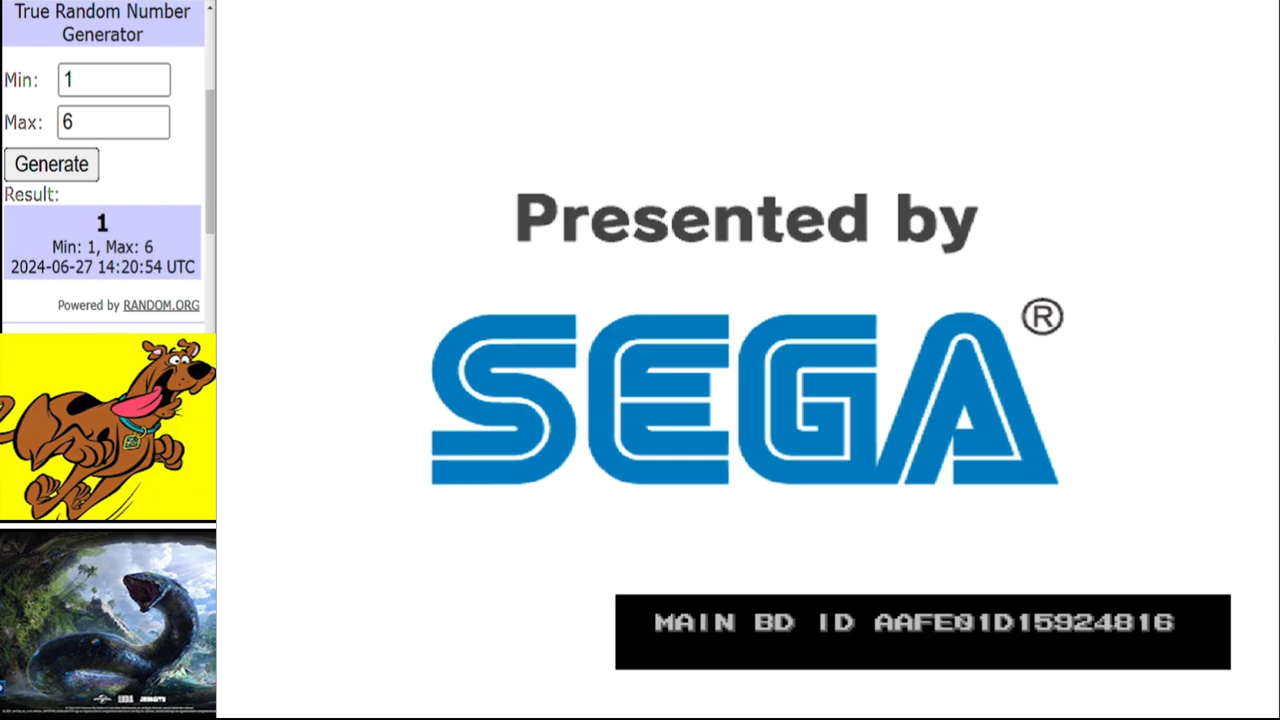 True Random Number
Generator
Min: 1
Max: 6
Generate
Result:
1
Min: 1, Max: 6
2024-06-27 14:20:54 UTC
Powered by RANDOM.ORG
Presented by
SEGA®
MAIN BD ID AAFE01D15924816